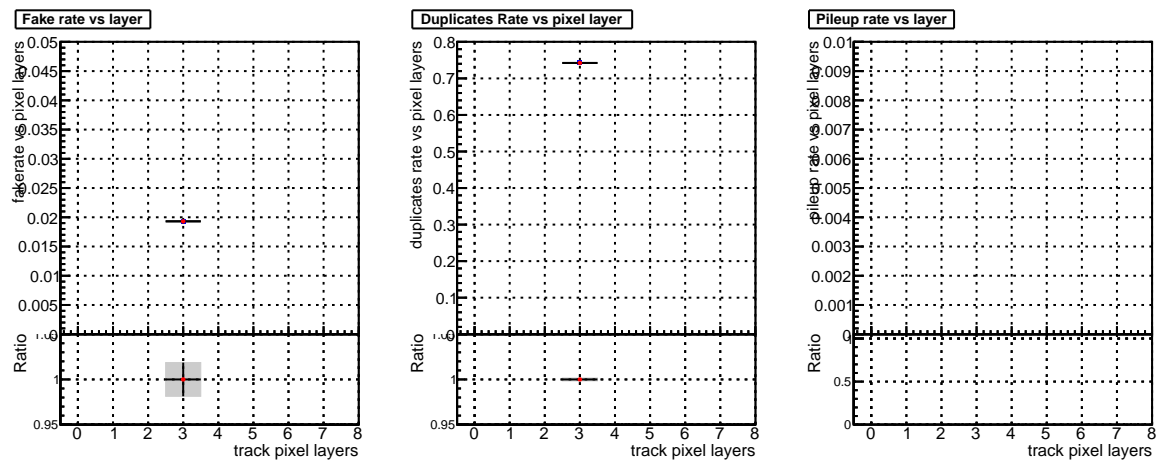 Fake rate vs layer
fakerate vs pixel layers
0.05
0.045
0.04
0.035
0.03
0.025
0.02
0.015
0.01
0.005
0
Ratio
1
0.95
0 1 2 3 4 5 6 7 8
track pixel layers
Duplicates Rate vs pixel layer
duplicates rate vs pixel layers
0.8
0.7
0.6
0.5
0.4
0.3
0.2
0.1
0
Ratio
1
0.95
0 1 2 3 4 5 6 7 8
track pixel layers
Pileup rate vs layer
pileup rate vs pixel layers
0.01
0.009
0.008
0.007
0.006
0.005
0.004
0.003
0.002
0.001
0
Ratio
1
0.5
0
0 1 2 3 4 5 6 7 8
track pixel layers